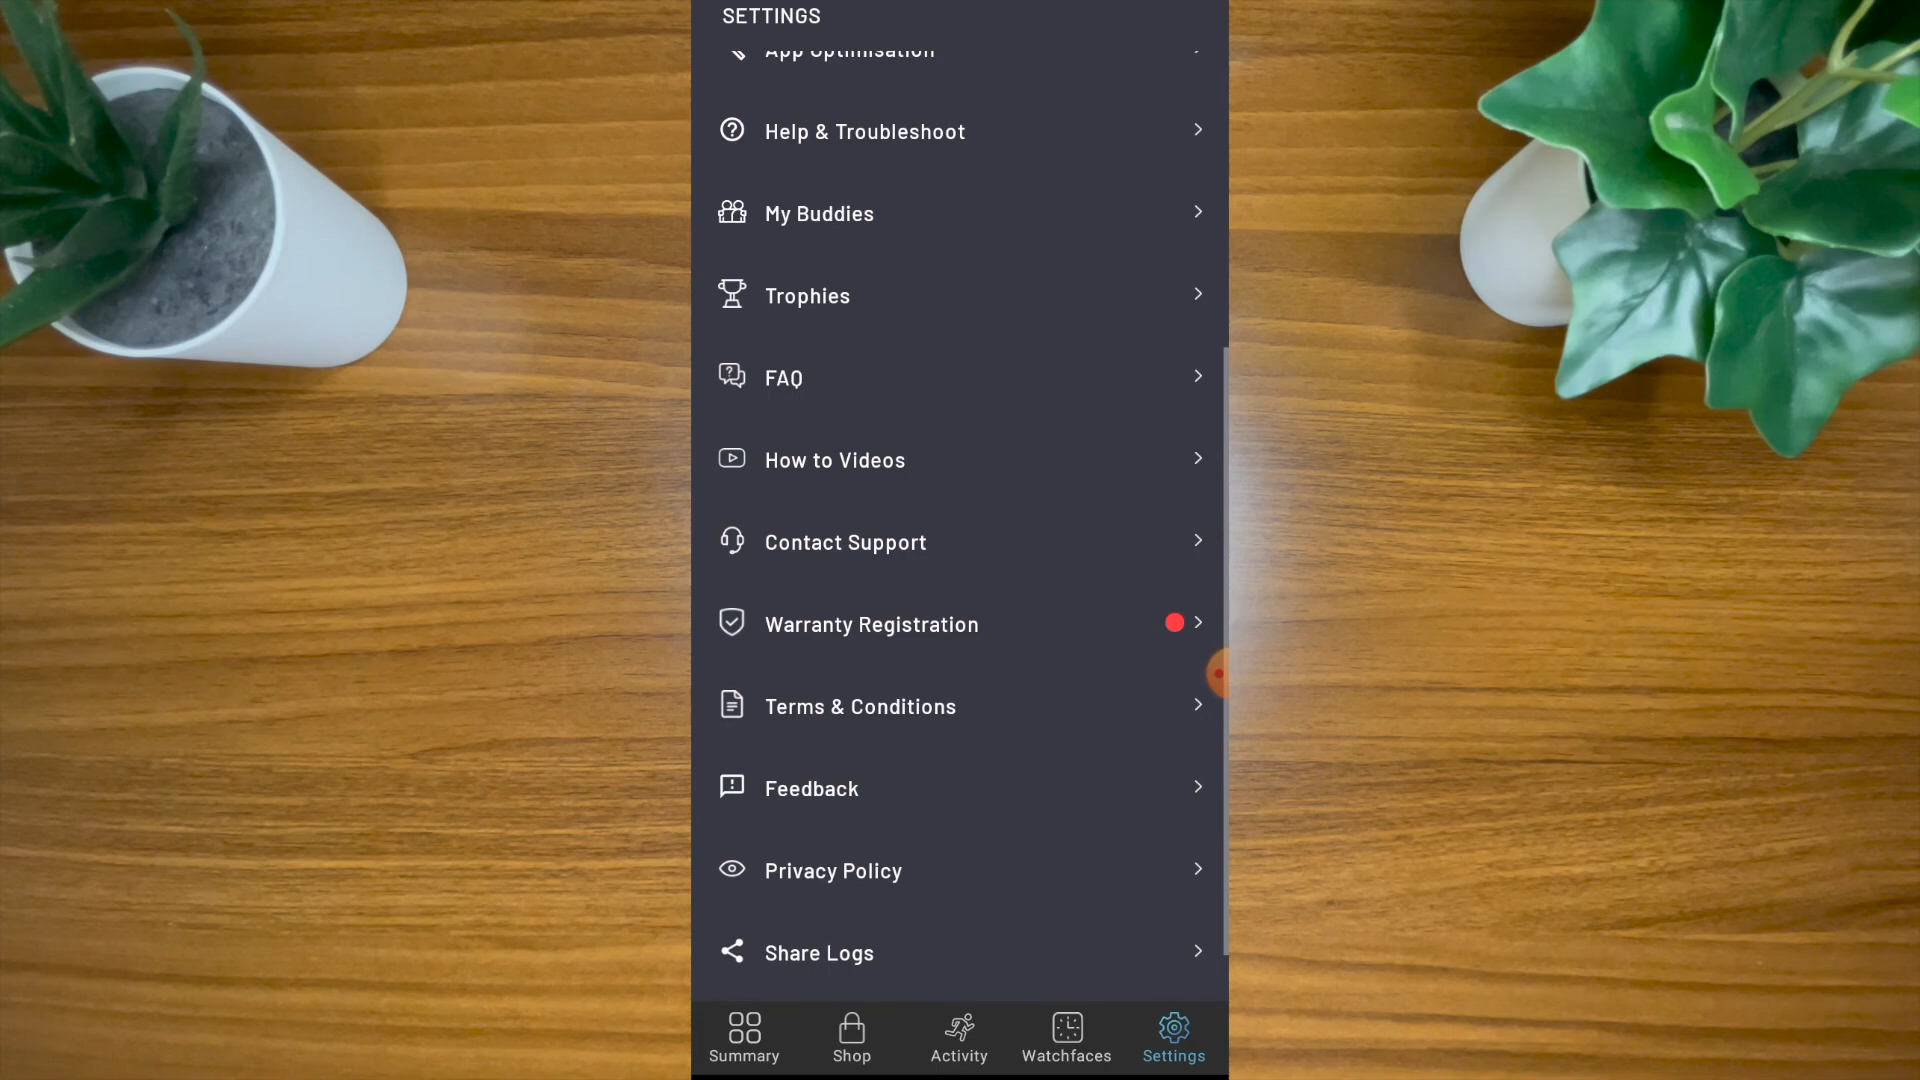 SETTINGS
App Optimisation
Help & Troubleshoot
My Buddies
Trophies
FAQ
How to Videos
Contact Support
Warranty Registration
Terms & Conditions
Feedback
Privacy Policy
Share Logs
Summary
Shop
Activity
Watchfaces
Settings